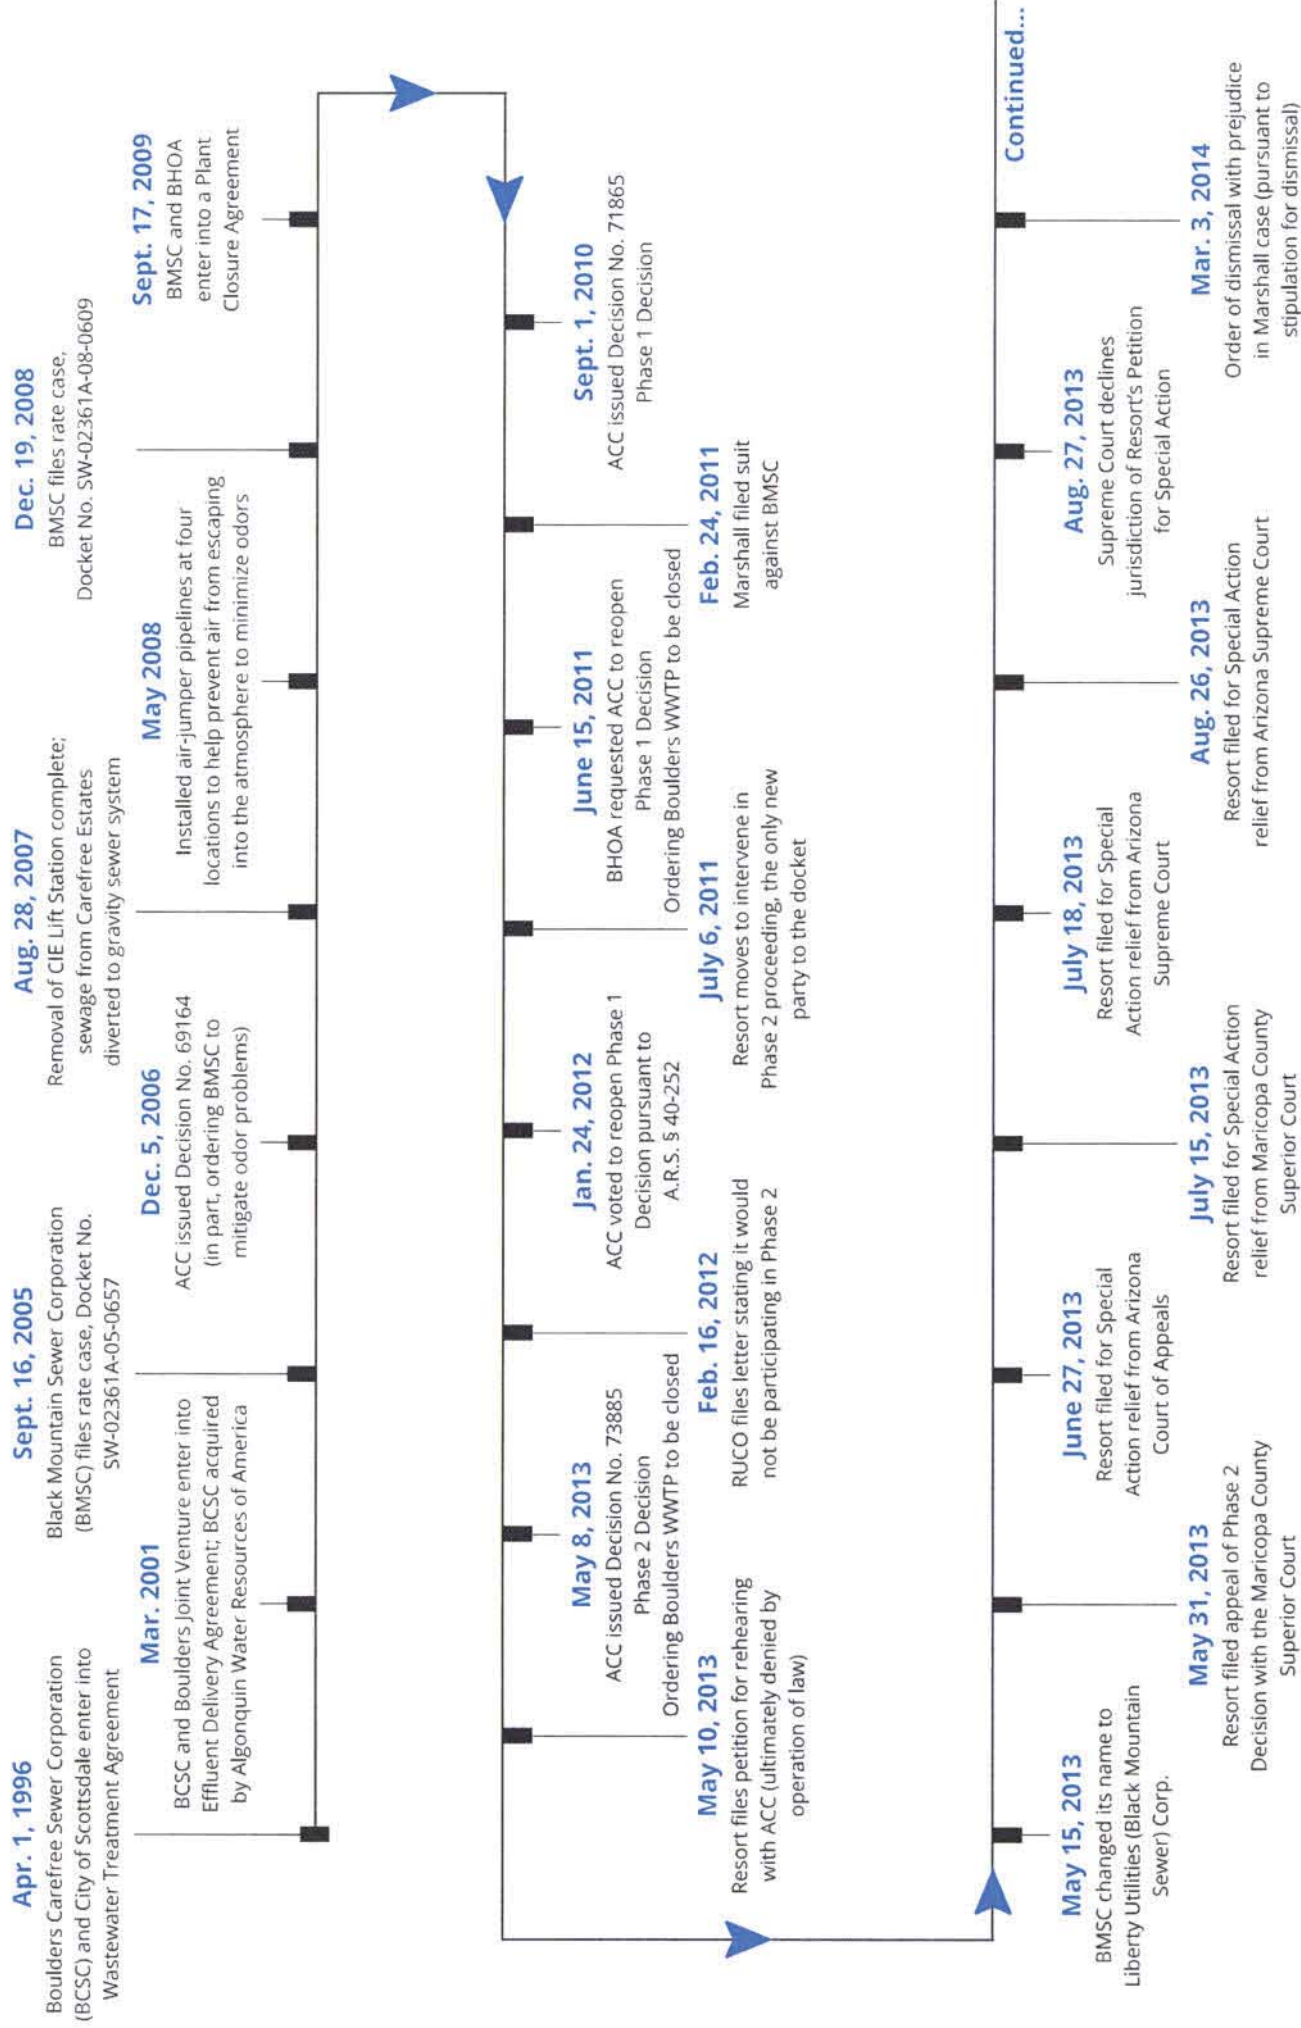 Apr. 1, 1996
Boulders Carefree Sewer Corporation
(BCSC) and City of Scottsdale enter into
Wastewater Treatment Agreement
Mar. 2001
BCSC and Boulders Joint Venture enter into
Effluent Delivery Agreement; BCSC acquired
by Algonquin Water Resources of America
Sept. 16, 2005
Black Mountain Sewer Corporation
(BMSC) files rate case, Docket No.
SW-02361A-05-0657
Dec. 5, 2006
ACC issued Decision No. 69164
(in part, ordering BMSC to
mitigate odor problems)
Aug. 28, 2007
Removal of CIE Lift Station complete;
sewage from Carefree Estates
diverted to gravity sewer system
May 2008
Installed air-jumper pipelines at four
locations to help prevent air from escaping
into the atmosphere to minimize odors
Dec. 19, 2008
BMSC files rate case,
Docket No. SW-02361A-08-0609
Sept. 17, 2009
BMSC and BHOA
enter into a Plant
Closure Agreement
Sept. 1, 2010
ACC issued Decision No. 71865
Phase 1 Decision
Feb. 24, 2011
Marshall filed suit
against BMSC
June 15, 2011
BHOA requested ACC to reopen
Phase 1 Decision
Ordering Boulders WWTP to be closed
July 6, 2011
Resort moves to intervene in
Phase 2 proceeding, the only new
party to the docket
Jan. 24, 2012
ACC voted to reopen Phase 1
Decision pursuant to
A.R.S. § 40-252
Feb. 16, 2012
RUCO files letter stating it would
not be participating in Phase 2
May 8, 2013
ACC issued Decision No. 73885
Phase 2 Decision
Ordering Boulders WWTP to be closed
May 10, 2013
Resort files petition for rehearing
with ACC (ultimately denied by
operation of law)
May 15, 2013
BMSC changed its name to
Liberty Utilities (Black Mountain
Sewer) Corp.
May 31, 2013
Resort filed appeal of Phase 2
Decision with the Maricopa County
Superior Court
June 27, 2013
Resort filed for Special
Action relief from Arizona
Court of Appeals
July 15, 2013
Resort filed for Special Action
relief from Maricopa County
Superior Court
July 18, 2013
Resort filed for Special
Action relief from Arizona
Supreme Court
Aug. 26, 2013
Resort filed for Special Action
relief from Arizona Supreme Court
Aug. 27, 2013
Supreme Court declines
jurisdiction of Resort's Petition
for Special Action
Mar. 3, 2014
Order of dismissal with prejudice
in Marshall case (pursuant to
stipulation for dismissal)
Continued...